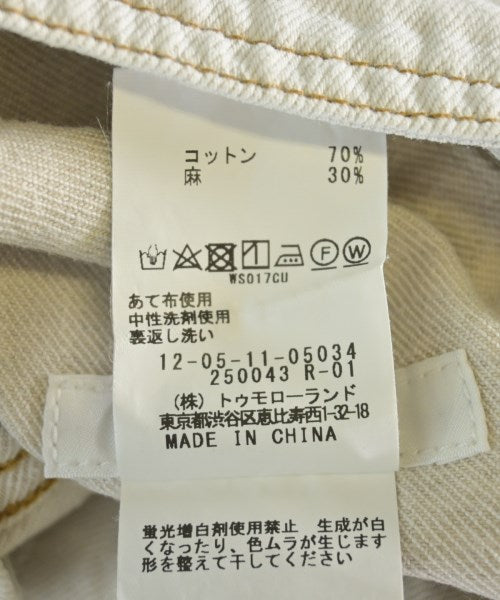 コットン 70%
麻 30%
F W
WS017CU
あて布使用
中性洗剤使用
裏返し洗い
12-05-11-05034
250043 R-01
(株) トゥモローランド
東京都渋谷区恵比寿西1-32-18
MADE IN CHINA
蛍光増白剤使用禁止 生成が白
くなったり、色ムラが生じます
形を整えて干してください